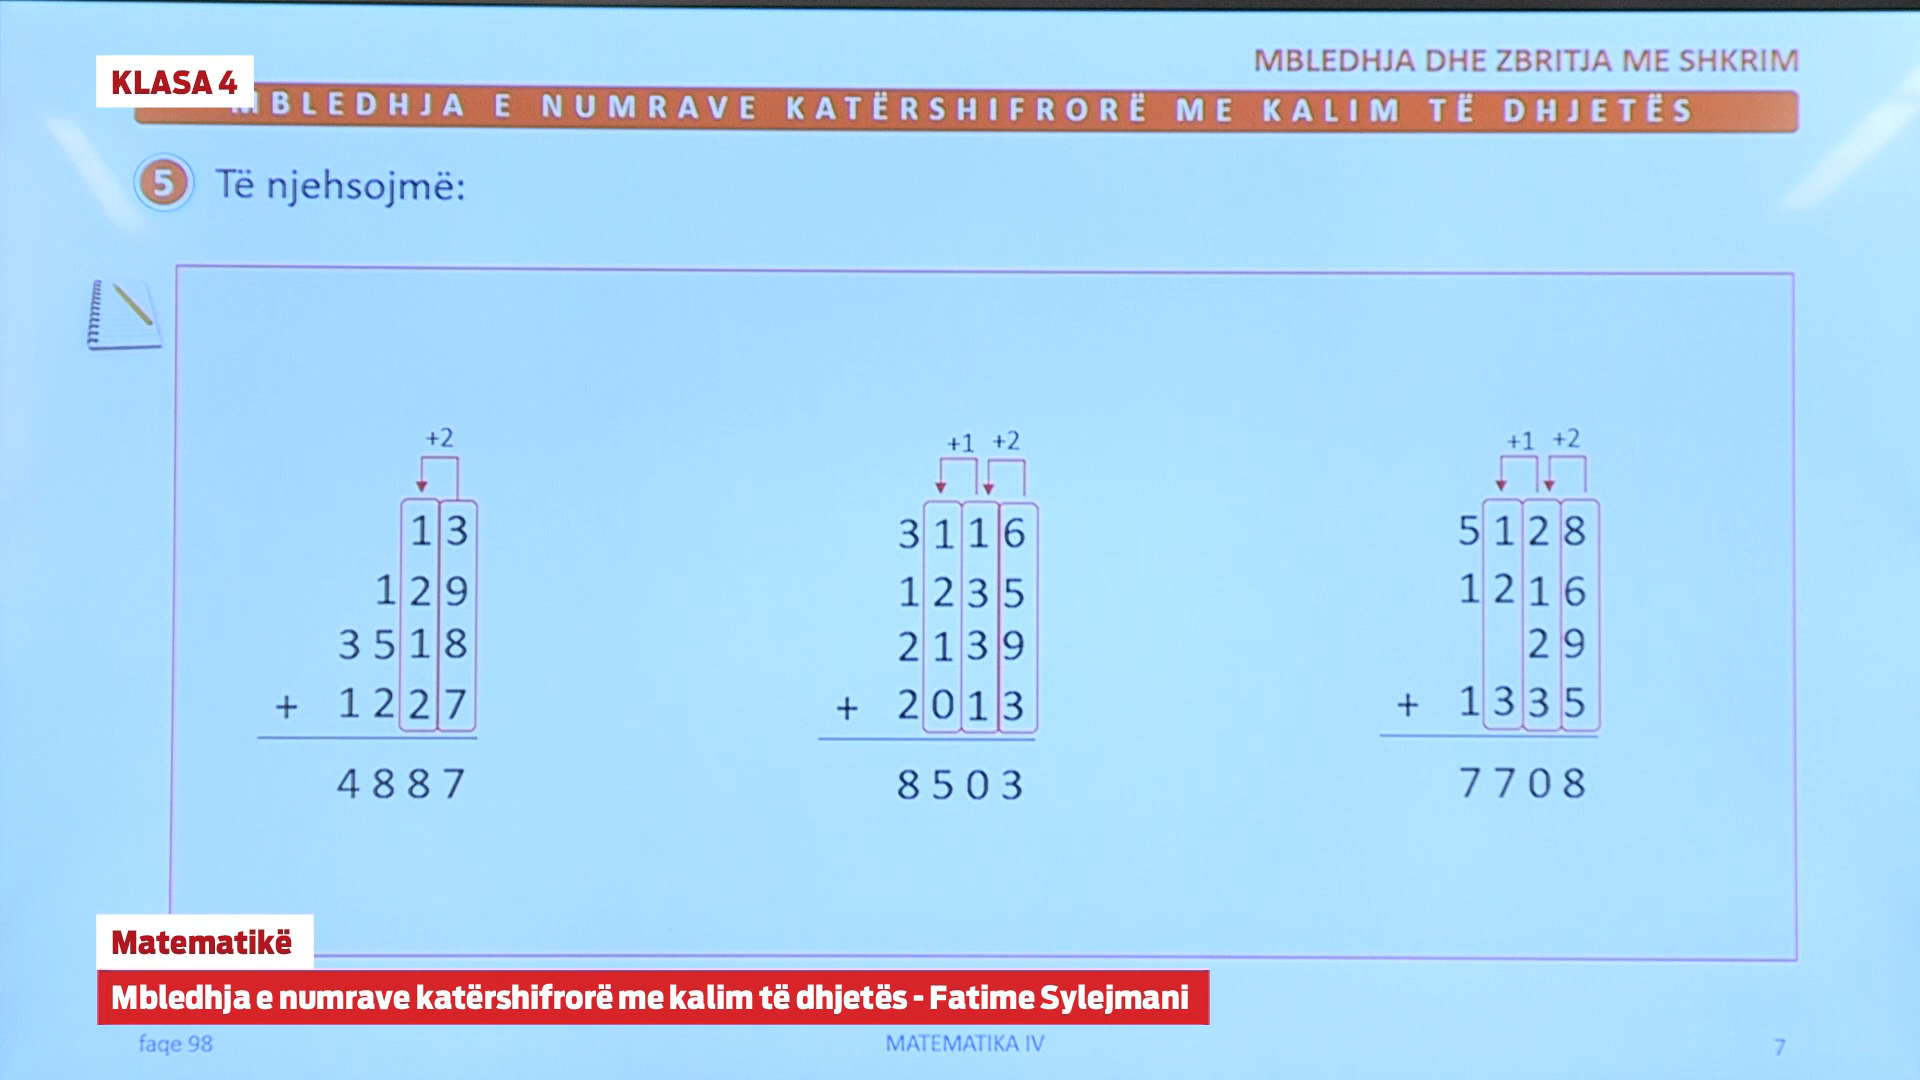 MBLEDHJA DHE ZBRITJA ME SHKRIM
KLASA 4
MBLEDHJA E NUMRAVE KATËRSHIFRORË ME KALIM TË DHJETËS
5 Të njehsojmë:
+2
13
129
3518
+ 1227
4887
+1 +2
3116
1235
2139
+ 2013
8503
+1 +2
5128
1216
29
+ 1335
7708
Matematikë
Mbledhja e numrave katërshifrorë me kalim të dhjetës - Fatime Sylejmani
faqe 98
MATEMATIKA IV
7